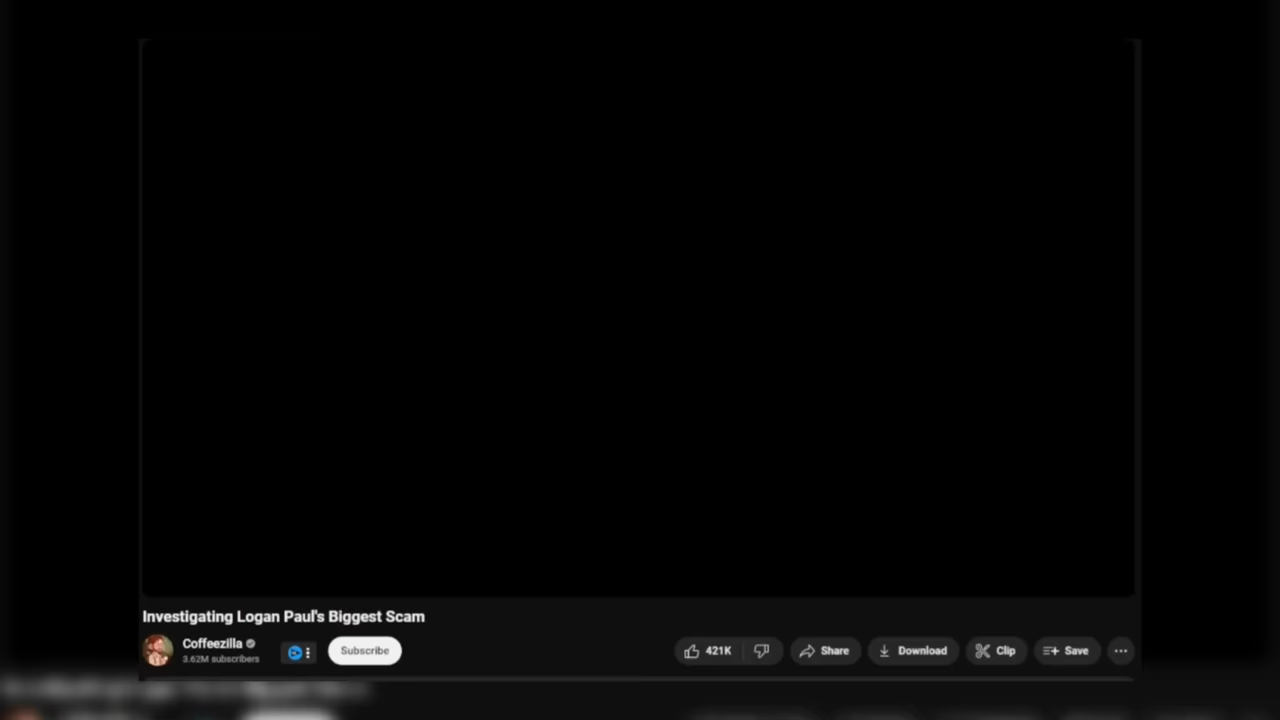 Investigating Logan Paul's Biggest Scam
Coffeezilla
3.62M subscribers
Subscribe
421K
Share
Download
Clip
Save